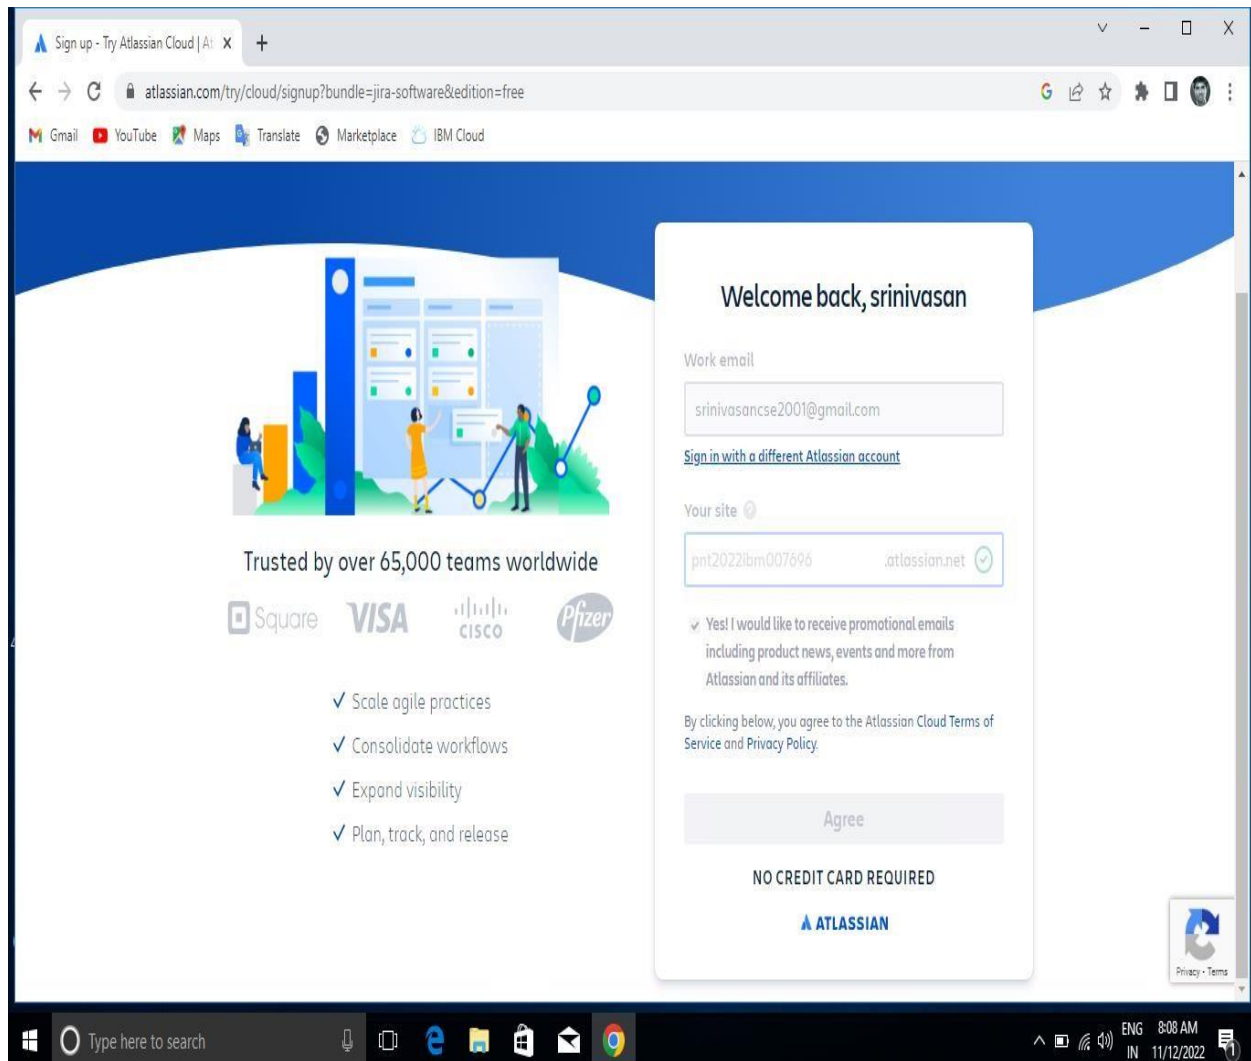 Sign up - Try Atlassian Cloud | At
atlassian.com/try/cloud/signup?bundle=jira-software&edition=free
Gmail YouTube Maps Translate Marketplace IBM Cloud
Welcome back, srinivasan
Work email
srinivasancse2001@gmail.com
Sign in with a different Atlassian account
Your site
pnt2022ibm007696 .atlassian.net
Yes! I would like to receive promotional emails
including product news, events and more from
Atlassian and its affiliates.
By clicking below, you agree to the Atlassian Cloud Terms of
Service and Privacy Policy.
Agree
NO CREDIT CARD REQUIRED
ATLASSIAN
Trusted by over 65,000 teams worldwide
Square VISA CISCO Pfizer
Scale agile practices
Consolidate workflows
Expand visibility
Plan, track, and release
Privacy - Terms
Type here to search
ENG 8:08 AM
IN 11/12/2022
1